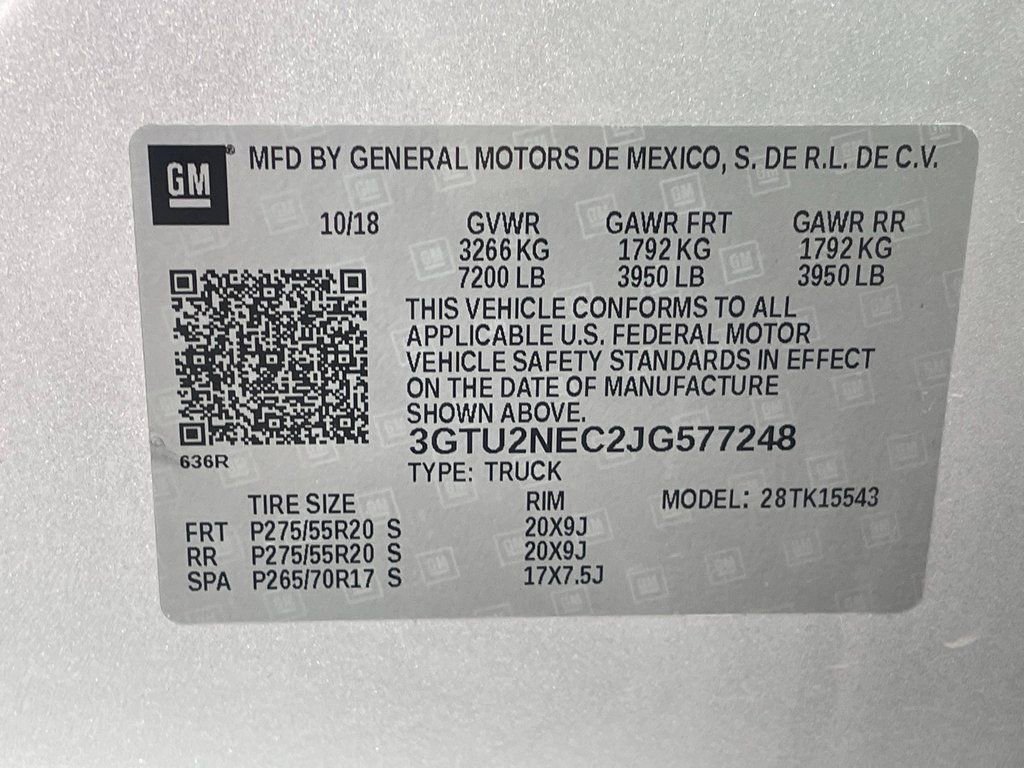 GM® MFD BY GENERAL MOTORS DE MEXICO, S. DE R.L. DE C.V.
10/18 GVWR GAWR FRT GAWR RR
3266 KG 1792 KG 1792 KG
7200 LB 3950 LB 3950 LB
THIS VEHICLE CONFORMS TO ALL
APPLICABLE U.S. FEDERAL MOTOR
VEHICLE SAFETY STANDARDS IN EFFECT
ON THE DATE OF MANUFACTURE
SHOWN ABOVE.
3GTU2NEC2JG577248
636R
TYPE: TRUCK
TIRE SIZE RIM MODEL: 28TK15543
FRT P275/55R20 S 20X9J
RR P275/55R20 S 20X9J
SPA P265/70R17 S 17X7.5J